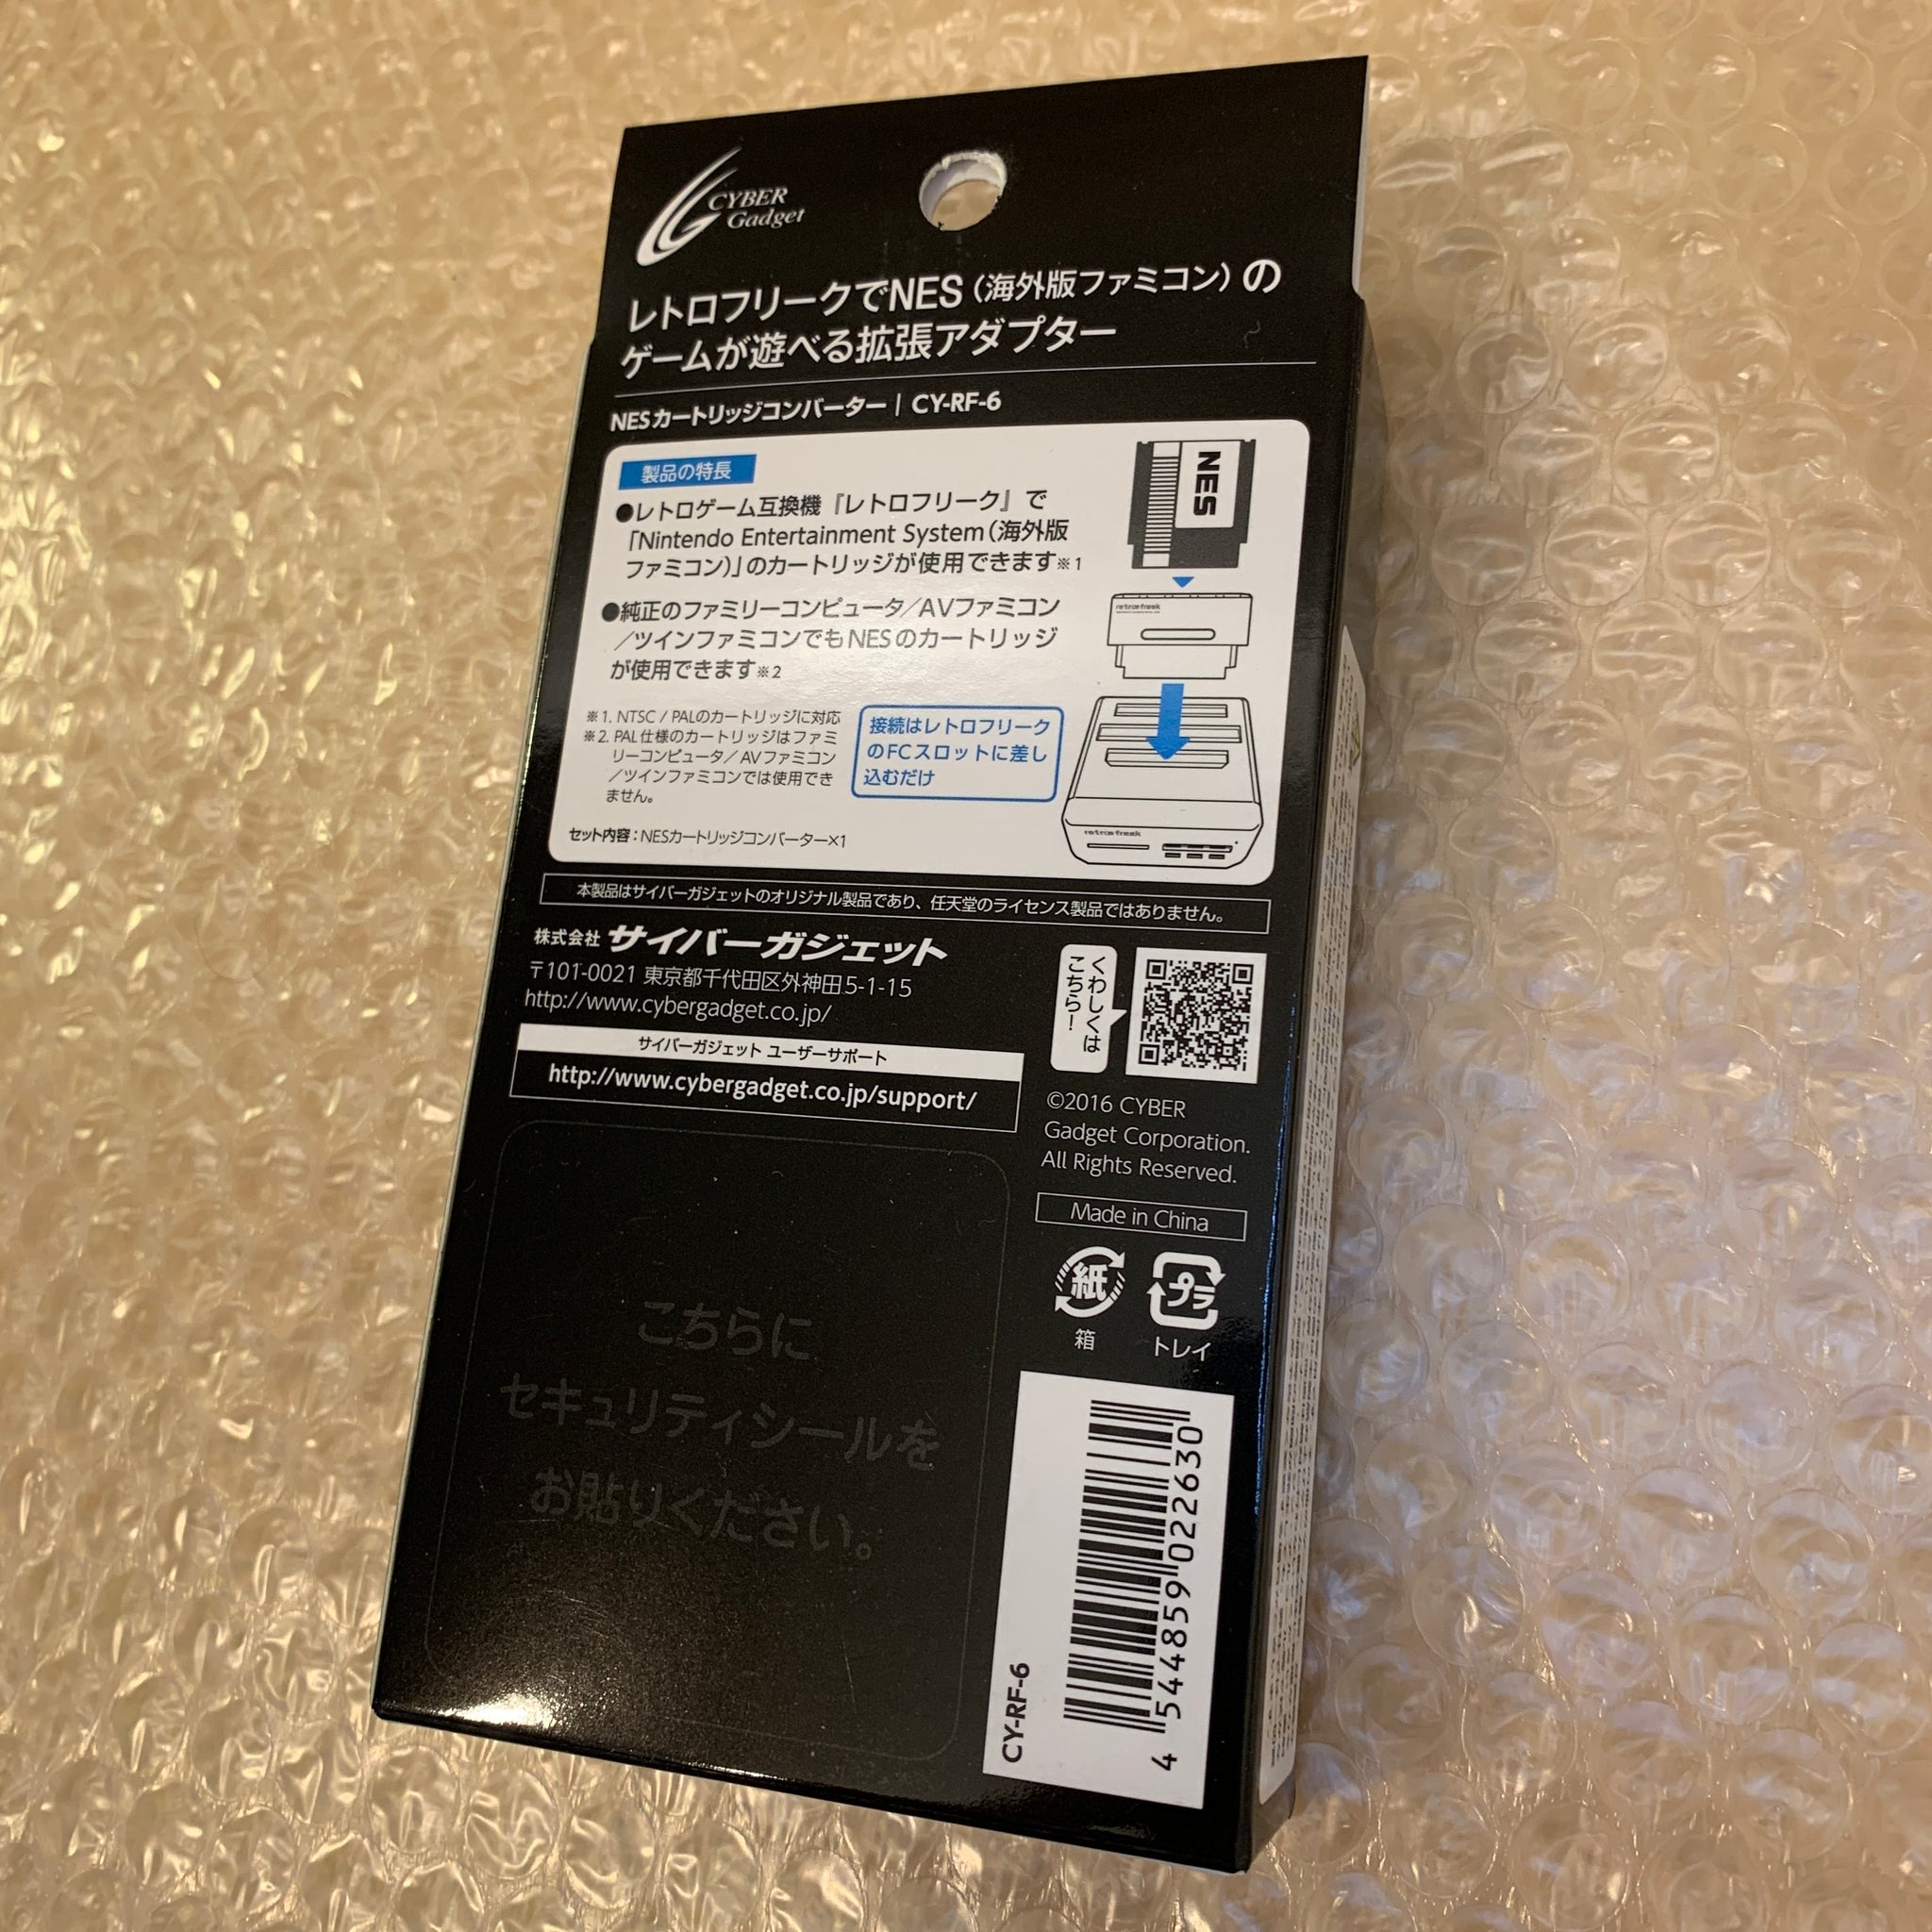 CYBER
Gadget
レトロフリークでNES（海外版ファミコン）の
ゲームが遊べる拡張アダプター
NESカートリッジコンバーター｜CY-RF-6
製品の特長
●レトロゲーム互換機『レトロフリーク』で
「Nintendo Entertainment System（海外版
ファミコン）」のカートリッジが使用できます※1
●純正のファミリーコンピュータ／AVファミコン
／ツインファミコンでもNESのカートリッジ
が使用できます※2
※1. NTSC / PALのカートリッジに対応
※2. PAL仕様のカートリッジはファミ
リーコンピュータ／AVファミコン
／ツインファミコンでは使用でき
ません。
セット内容：NESカートリッジコンバーター×1
NES
retro freak
接続はレトロフリーク
のFCスロットに差し
込むだけ
retro freak
本製品はサイバーガジェットのオリジナル製品であり、任天堂のライセンス製品ではありません。
株式会社 サイバーガジェット
〒101-0021 東京都千代田区外神田5-1-15
http://www.cybergadget.co.jp/
サイバーガジェット ユーザーサポート
http://www.cybergadget.co.jp/support/
くわしくは
こちら！
©2016 CYBER
Gadget Corporation.
All Rights Reserved.
Made in China
紙
プラ
箱
トレイ
こちらに
セキュリティシールを
お貼りください。
CY-RF-6
4 544859 022630